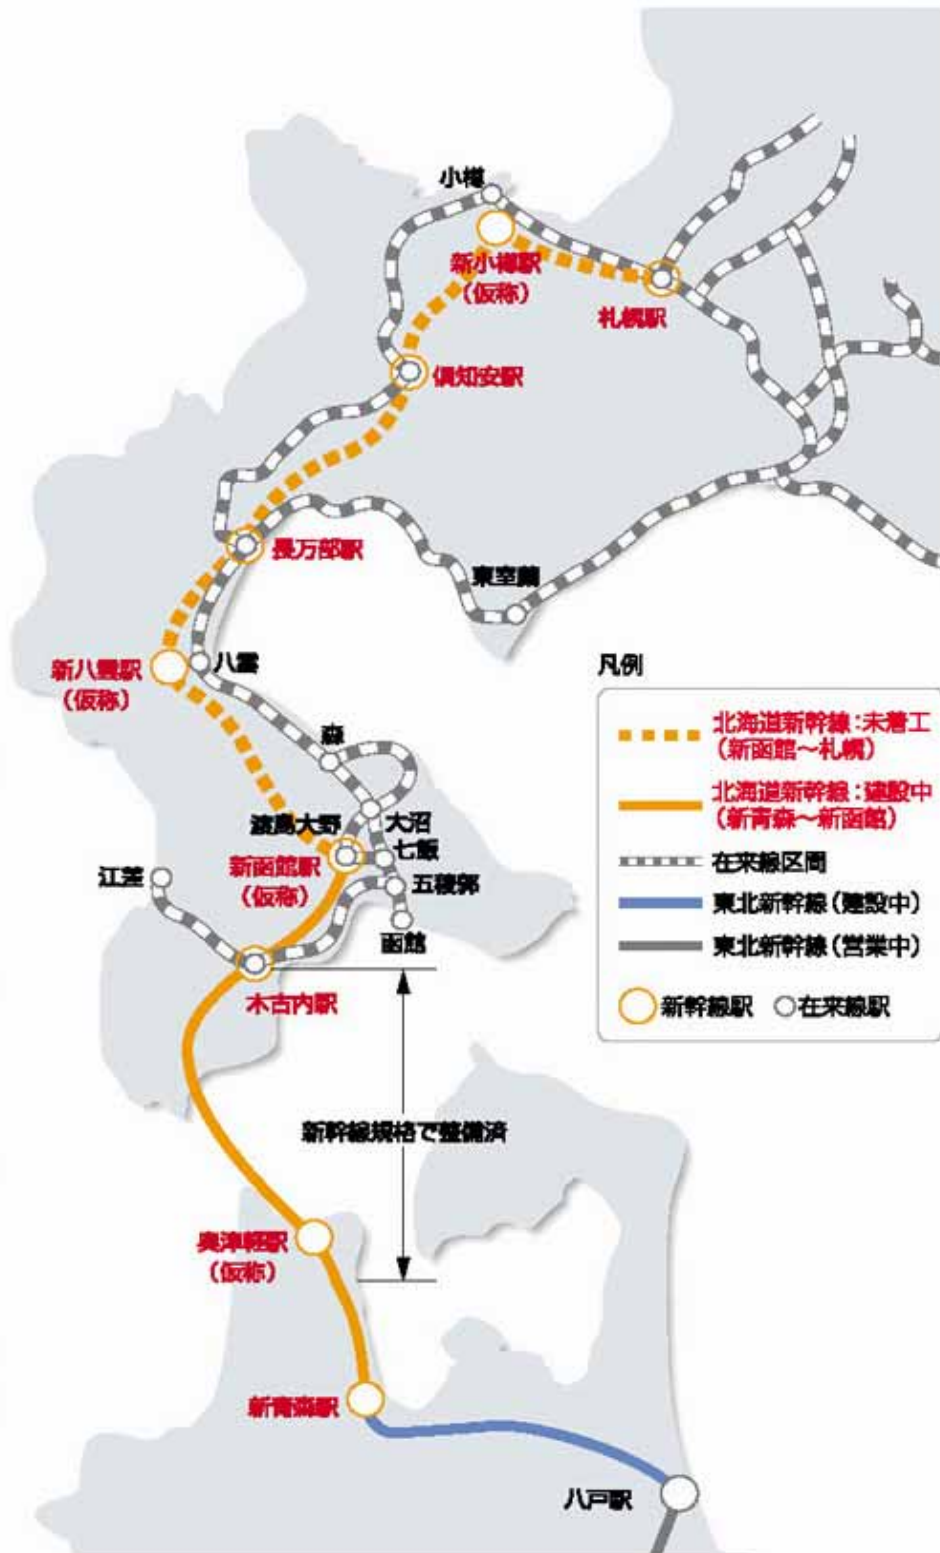 小樽
新小樽駅
(仮称)
札幌駅
倶知安駅
長万部駅
東室蘭
新八雲駅
(仮称)
八雲
森
渡島大野
大沼
新函館駅
(仮称)
七飯
江差
五稜郭
函館
木古内駅
新幹線規格で整備済
奥津軽駅
(仮称)
新青森駅
八戸駅
凡例
北海道新幹線:未着工
(新函館～札幌)
北海道新幹線:建設中
(新青森～新函館)
在来線区間
東北新幹線(建設中)
東北新幹線(営業中)
新幹線駅 在来線駅